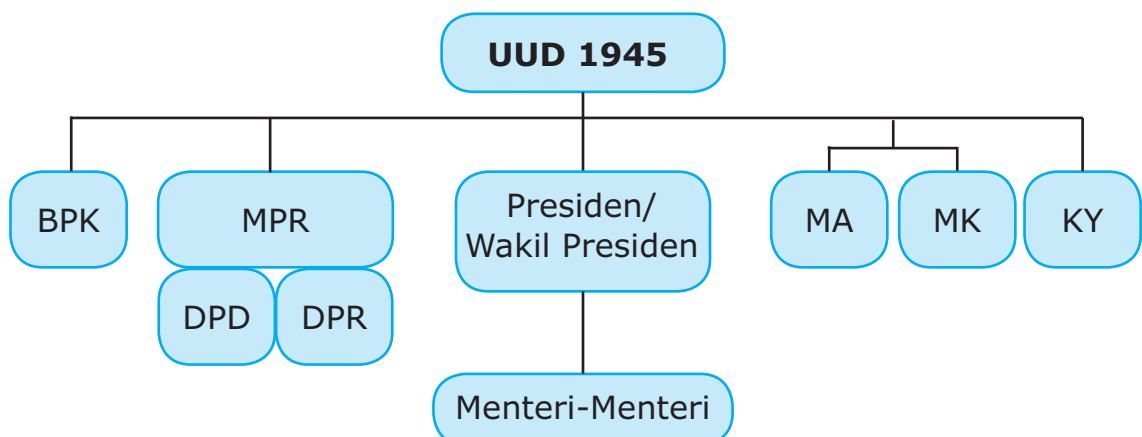 UUD 1945
BPK
MPR
Presiden/
Wakil Presiden
MA
MK
KY
DPD
DPR
Menteri-Menteri